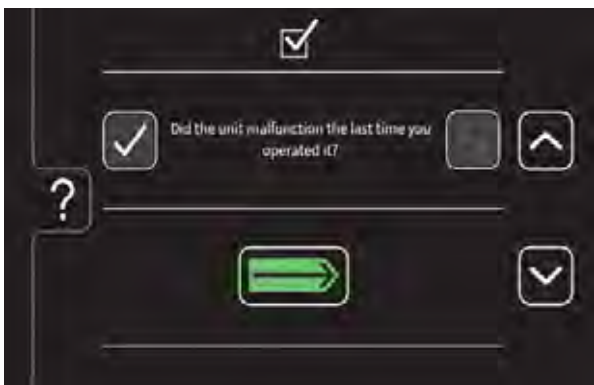 Did the unit malfunction the last time you
operated it?
?